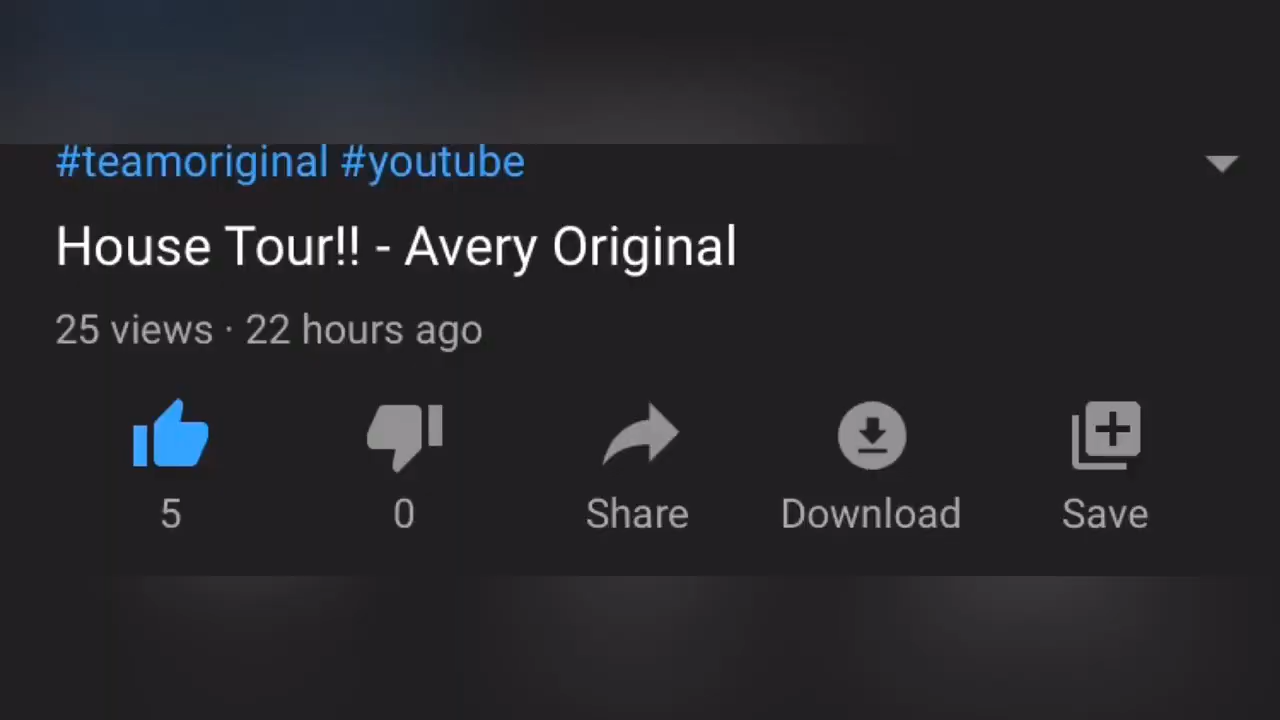 #teamoriginal #youtube
House Tour!! - Avery Original
25 views · 22 hours ago
5 0 Share Download Save